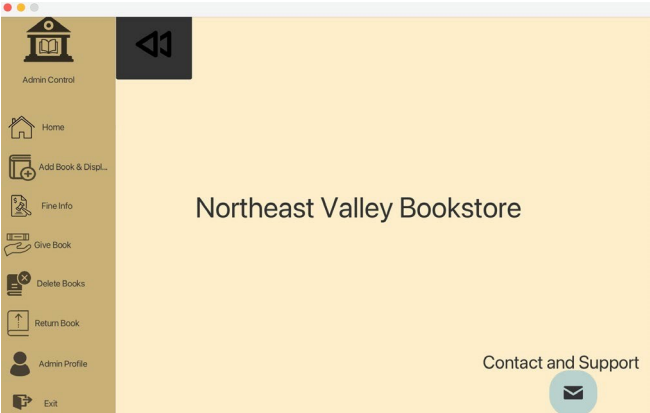 Admin Control
Home
Add Book & Displ...
Fine Info
Give Book
Delete Books
Return Book
Admin Profile
Exit
Northeast Valley Bookstore
Contact and Support